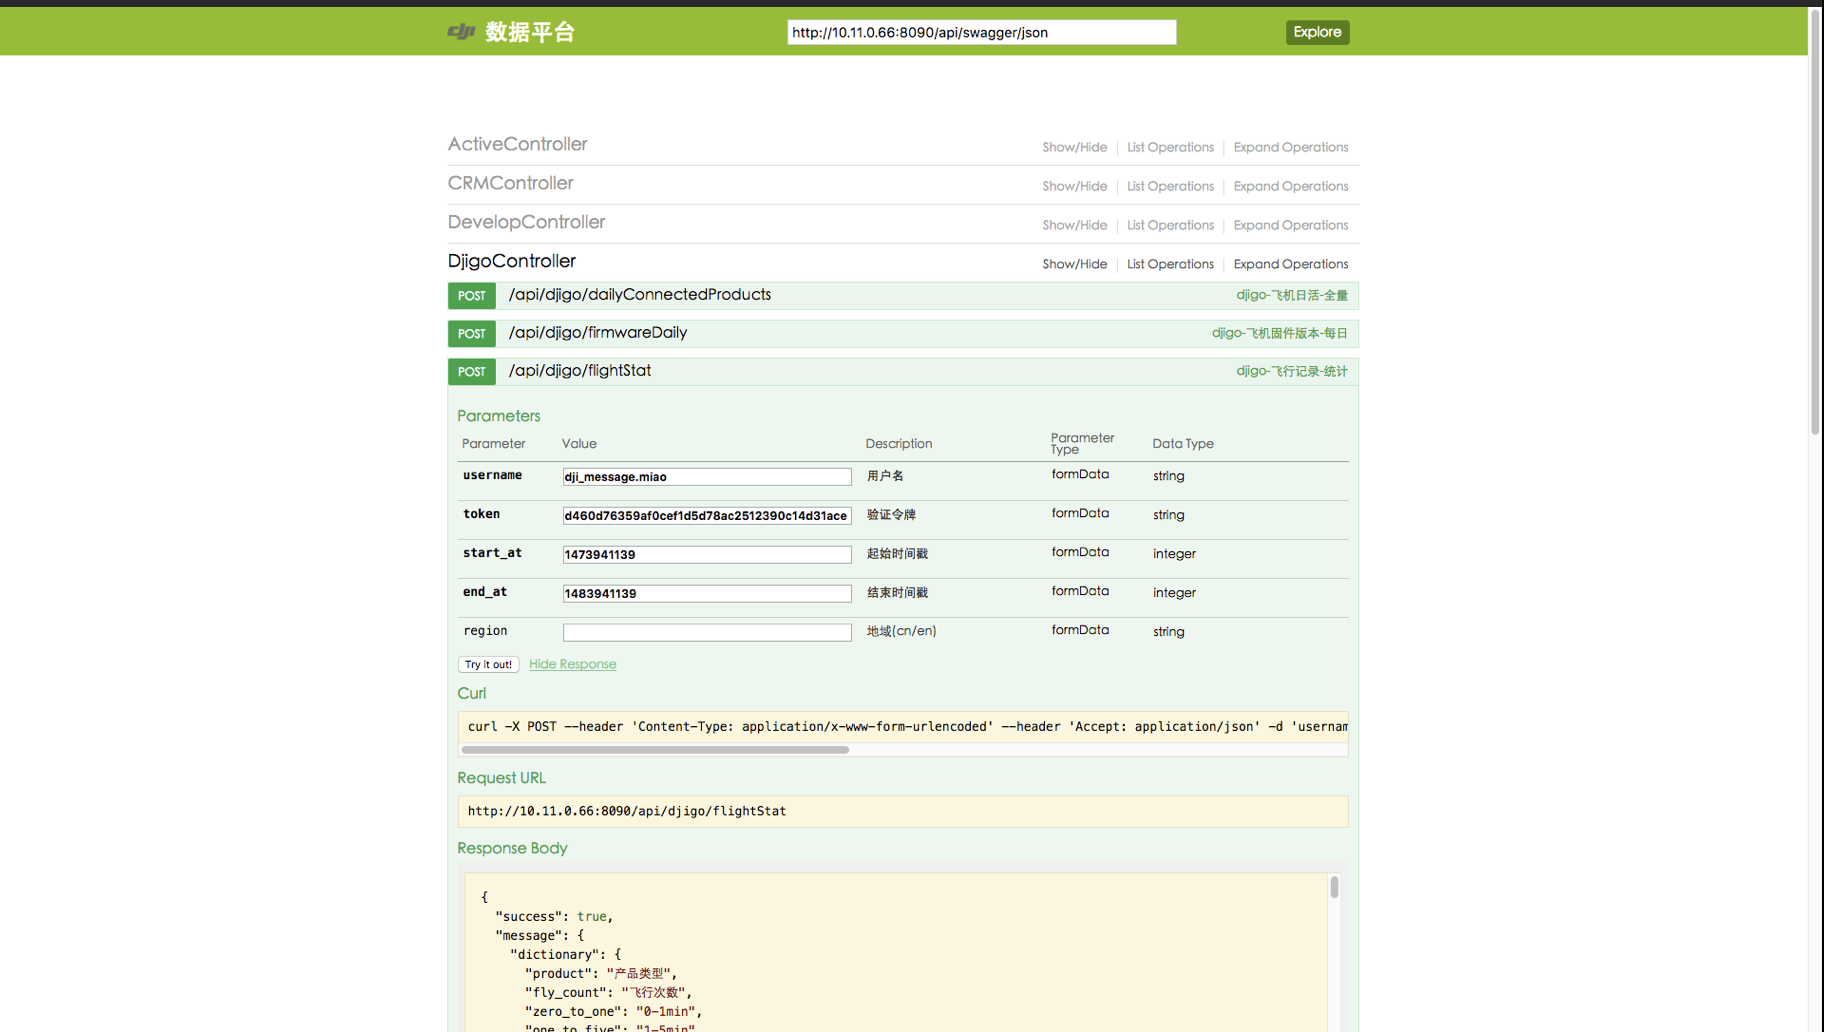 dji 数据平台 http://10.11.0.66:8090/api/swagger/json Explore
ActiveController Show/Hide List Operations Expand Operations
CRMController Show/Hide List Operations Expand Operations
DevelopController Show/Hide List Operations Expand Operations
DjigoController Show/Hide List Operations Expand Operations
POST /api/djigo/dailyConnectedProducts djigo-飞机日活-全量
POST /api/djigo/firmwareDaily djigo-飞机固件版本-每日
POST /api/djigo/flightStat djigo-飞行记录-统计
Parameters
Parameter Value Description Parameter Type Data Type
username dji_message.miao 用户名 formData string
token d460d76359af0cef1d5d78ac2512390c14d31ace 验证令牌 formData string
start_at 1473941139 起始时间戳 formData integer
end_at 1483941139 结束时间戳 formData integer
region 地域(cn/en) formData string
Try it out! Hide Response
Curl
curl -X POST --header 'Content-Type: application/x-www-form-urlencoded' --header 'Accept: application/json' -d 'usernam
Request URL
http://10.11.0.66:8090/api/djigo/flightStat
Response Body
{
"success": true,
"message": {
"dictionary": {
"product": "产品类型",
"fly_count": "飞行次数",
"zero_to_one": "0-1min",
"one_to_five": "1-5min"